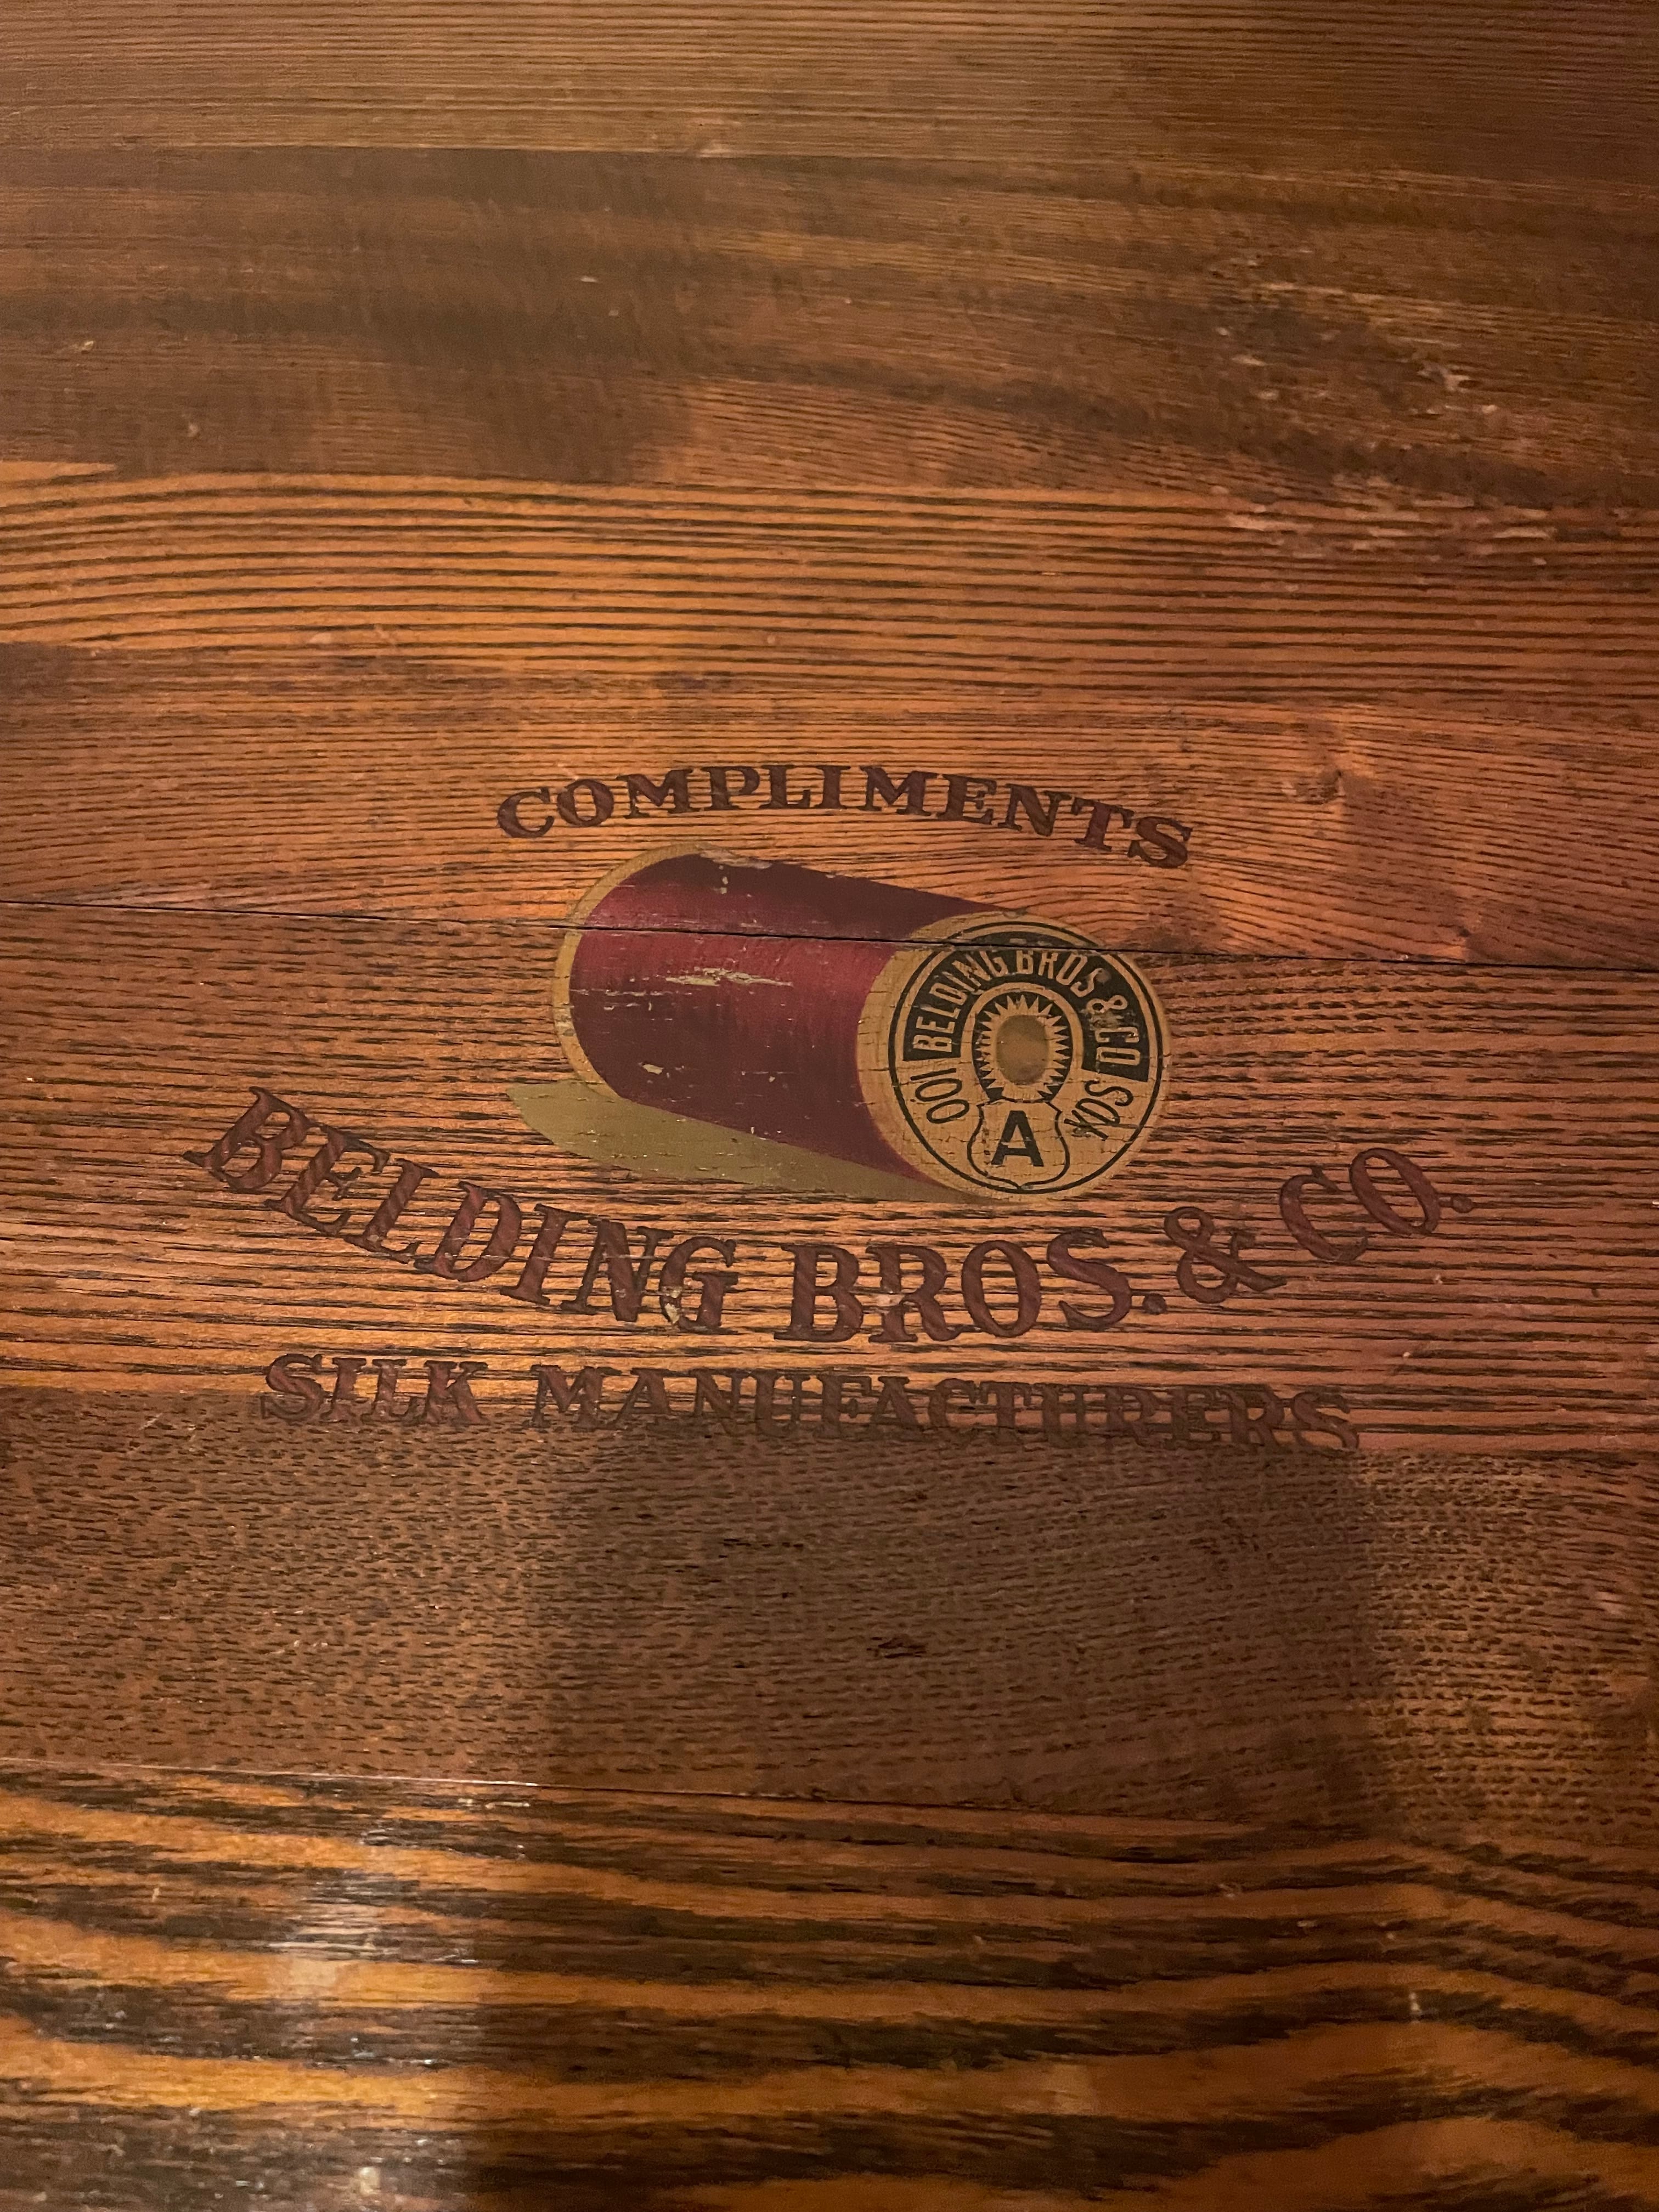 COMPLIMENTS
BELDING BROS & CO
100 YDS
A
BELDING BROS. & CO.
SILK MANUFACTURERS